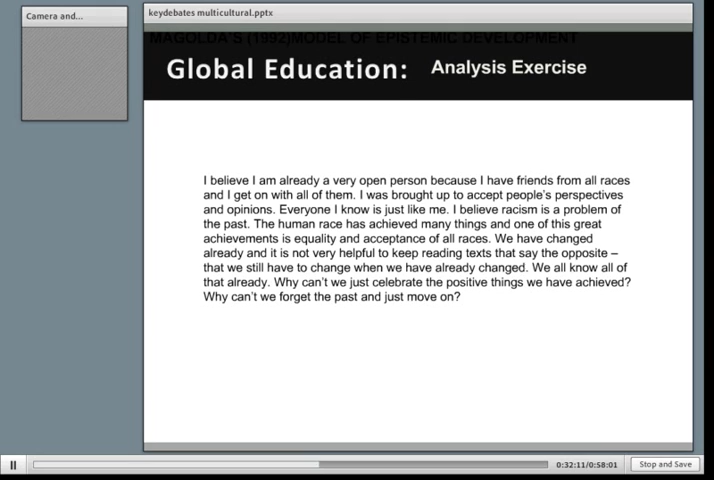 Camera and...
keydebates multicultural.pptx
MAGOLDA'S (1992)MODEL OF EPISTEMIC DEVELOPMENT
Global Education: Analysis Exercise
I believe I am already a very open person because I have friends from all races
and I get on with all of them. I was brought up to accept people's perspectives
and opinions. Everyone I know is just like me. I believe racism is a problem of
the past. The human race has achieved many things and one of this great
achievements is equality and acceptance of all races. We have changed
already and it is not very helpful to keep reading texts that say the opposite –
that we still have to change when we have already changed. We all know all of
that already. Why can't we just celebrate the positive things we have achieved?
Why can't we forget the past and just move on?
0:32:11/0:58:01
Stop and Save